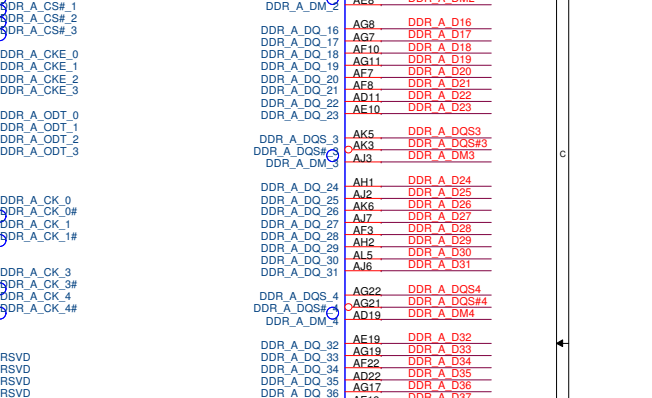 DDR_A_CS#_1 DDR_A_DM_2 AE8 DDR_A_DM2
DDR_A_CS#_2
DDR_A_CS#_3 DDR_A_DQ_16 AG8 DDR_A_D16
DDR_A_DQ_17 AG7 DDR_A_D17
DDR_A_CKE_0 DDR_A_DQ_18 AF10 DDR_A_D18
DDR_A_CKE_1 DDR_A_DQ_19 AG11 DDR_A_D19
DDR_A_CKE_2 DDR_A_DQ_20 AF7 DDR_A_D20
DDR_A_CKE_3 DDR_A_DQ_21 AF8 DDR_A_D21
DDR_A_DQ_22 AD11 DDR_A_D22
DDR_A_ODT_0 DDR_A_DQ_23 AE10 DDR_A_D23
DDR_A_ODT_1
DDR_A_ODT_2 DDR_A_DQS_3 AK5 DDR_A_DQS3
DDR_A_ODT_3 DDR_A_DQS#_3 AK3 DDR_A_DQS#3
DDR_A_DM_3 AJ3 DDR_A_DM3
C
DDR_A_DQ_24 AH1 DDR_A_D24
DDR_A_CK_0 DDR_A_DQ_25 AJ2 DDR_A_D25
DDR_A_CK_0# DDR_A_DQ_26 AK6 DDR_A_D26
DDR_A_CK_1 DDR_A_DQ_27 AJ7 DDR_A_D27
DDR_A_CK_1# DDR_A_DQ_28 AF3 DDR_A_D28
DDR_A_DQ_29 AH2 DDR_A_D29
DDR_A_DQ_30 AL5 DDR_A_D30
DDR_A_CK_3 DDR_A_DQ_31 AJ6 DDR_A_D31
DDR_A_CK_3#
DDR_A_CK_4 DDR_A_DQS_4 AG22 DDR_A_DQS4
DDR_A_CK_4# DDR_A_DQS#_4 AG21 DDR_A_DQS#4
DDR_A_DM_4 AD19 DDR_A_DM4
DDR_A_DQ_32 AE19 DDR_A_D32
RSVD DDR_A_DQ_33 AG19 DDR_A_D33
RSVD DDR_A_DQ_34 AF22 DDR_A_D34
RSVD DDR_A_DQ_35 AD22 DDR_A_D35
RSVD DDR_A_DQ_36 AG17 DDR_A_D36
DDR_A_D37